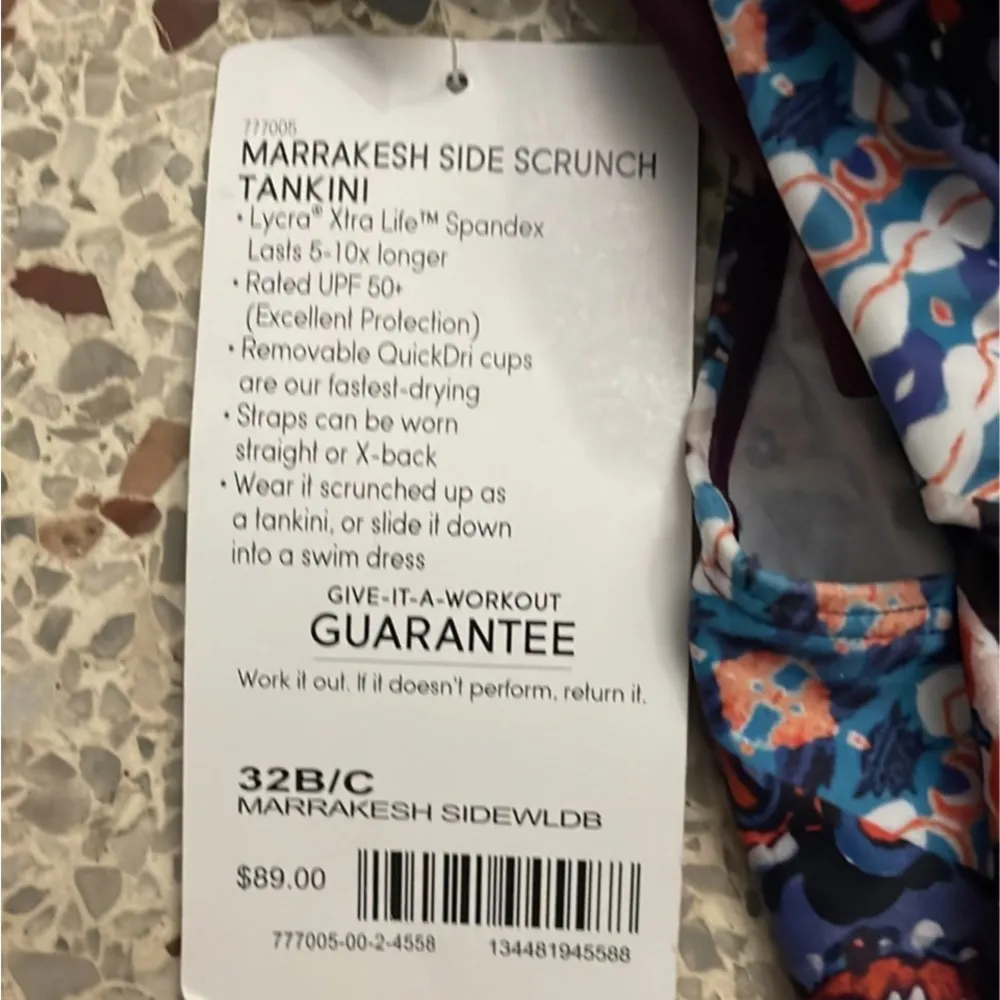 777005
MARRAKESH SIDE SCRUNCH
TANKINI
• Lycra® Xtra Life™ Spandex
Lasts 5-10x longer
• Rated UPF 50+
(Excellent Protection)
• Removable QuickDri cups
are our fastest-drying
• Straps can be worn
straight or X-back
• Wear it scrunched up as
a tankini, or slide it down
into a swim dress
GIVE-IT-A-WORKOUT
GUARANTEE
Work it out. If it doesn't perform, return it.
32B/C
MARRAKESH SIDEWLDB
$89.00
777005-00-2-4558 134481945588